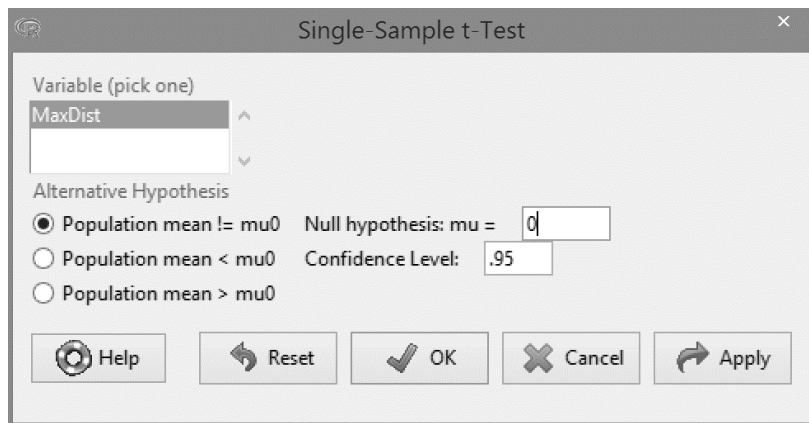 Single-Sample t-Test
Variable (pick one)
MaxDist
Alternative Hypothesis
Population mean != mu0 Null hypothesis: mu = 0
Population mean < mu0 Confidence Level: .95
Population mean > mu0
Help Reset OK Cancel Apply